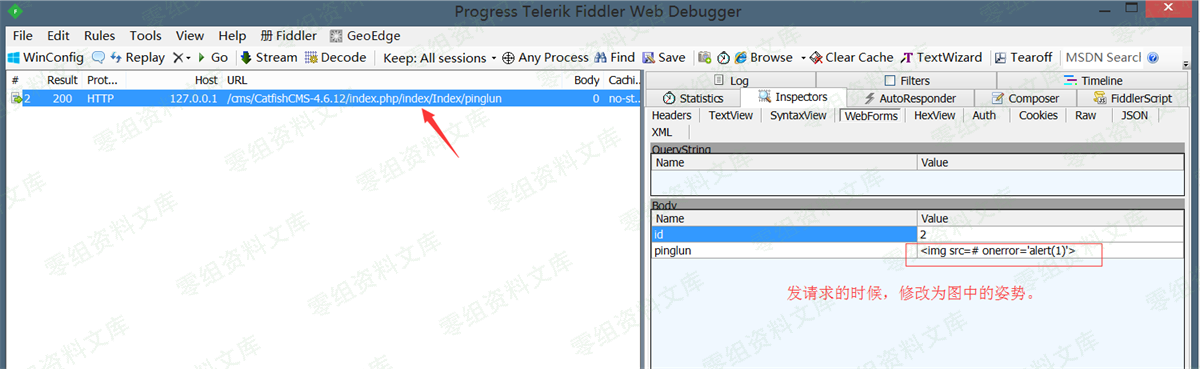 Progress Telerik Fiddler Web Debugger
File Edit Rules Tools View Help 册 Fiddler GeoEdge
WinConfig Replay Go Stream Decode Keep: All sessions Any Process Find Save Browse Clear Cache TextWizard Tearoff MSDN Search
# Result Prot... Host URL Body Cachi...
2 200 HTTP 127.0.0.1 /cms/CatfishCMS-4.6.12/index.php/index/Index/pinglun 0 no-st...
Log Filters Timeline
Statistics Inspectors AutoResponder Composer FiddlerScript
Headers TextView SyntaxView WebForms HexView Auth Cookies Raw JSON
XML
QueryString
Name Value
Body
Name Value
id 2
pinglun <img src=# onerror='alert(1)'>
发请求的时候，修改为图中的姿势。
零组资料文库